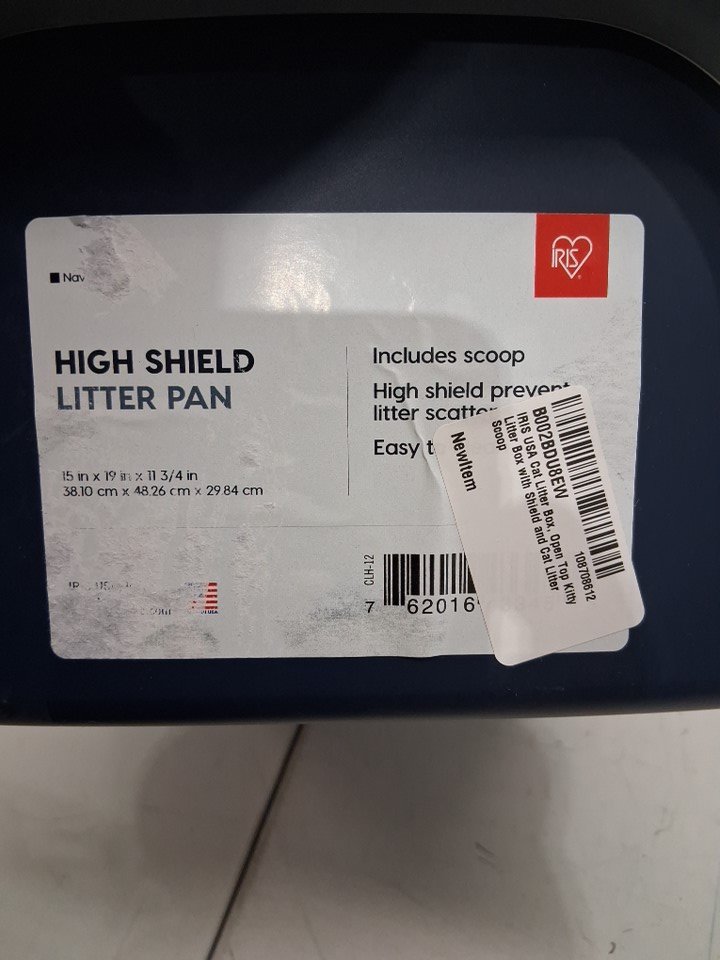 Nav
IRIS
HIGH SHIELD
LITTER PAN
15 in x 19 in x 11 3/4 in
38.10 cm x 48.26 cm x 29.84 cm
Includes scoop
High shield prevent
litter scatter
Easy t
CLH-12
7 62016
B002BDU8EW
IRIS USA Cat Litter Box, Open Top Kitty
Litter Box with Shield and Cat Litter
Scoop
NewItem
108708612